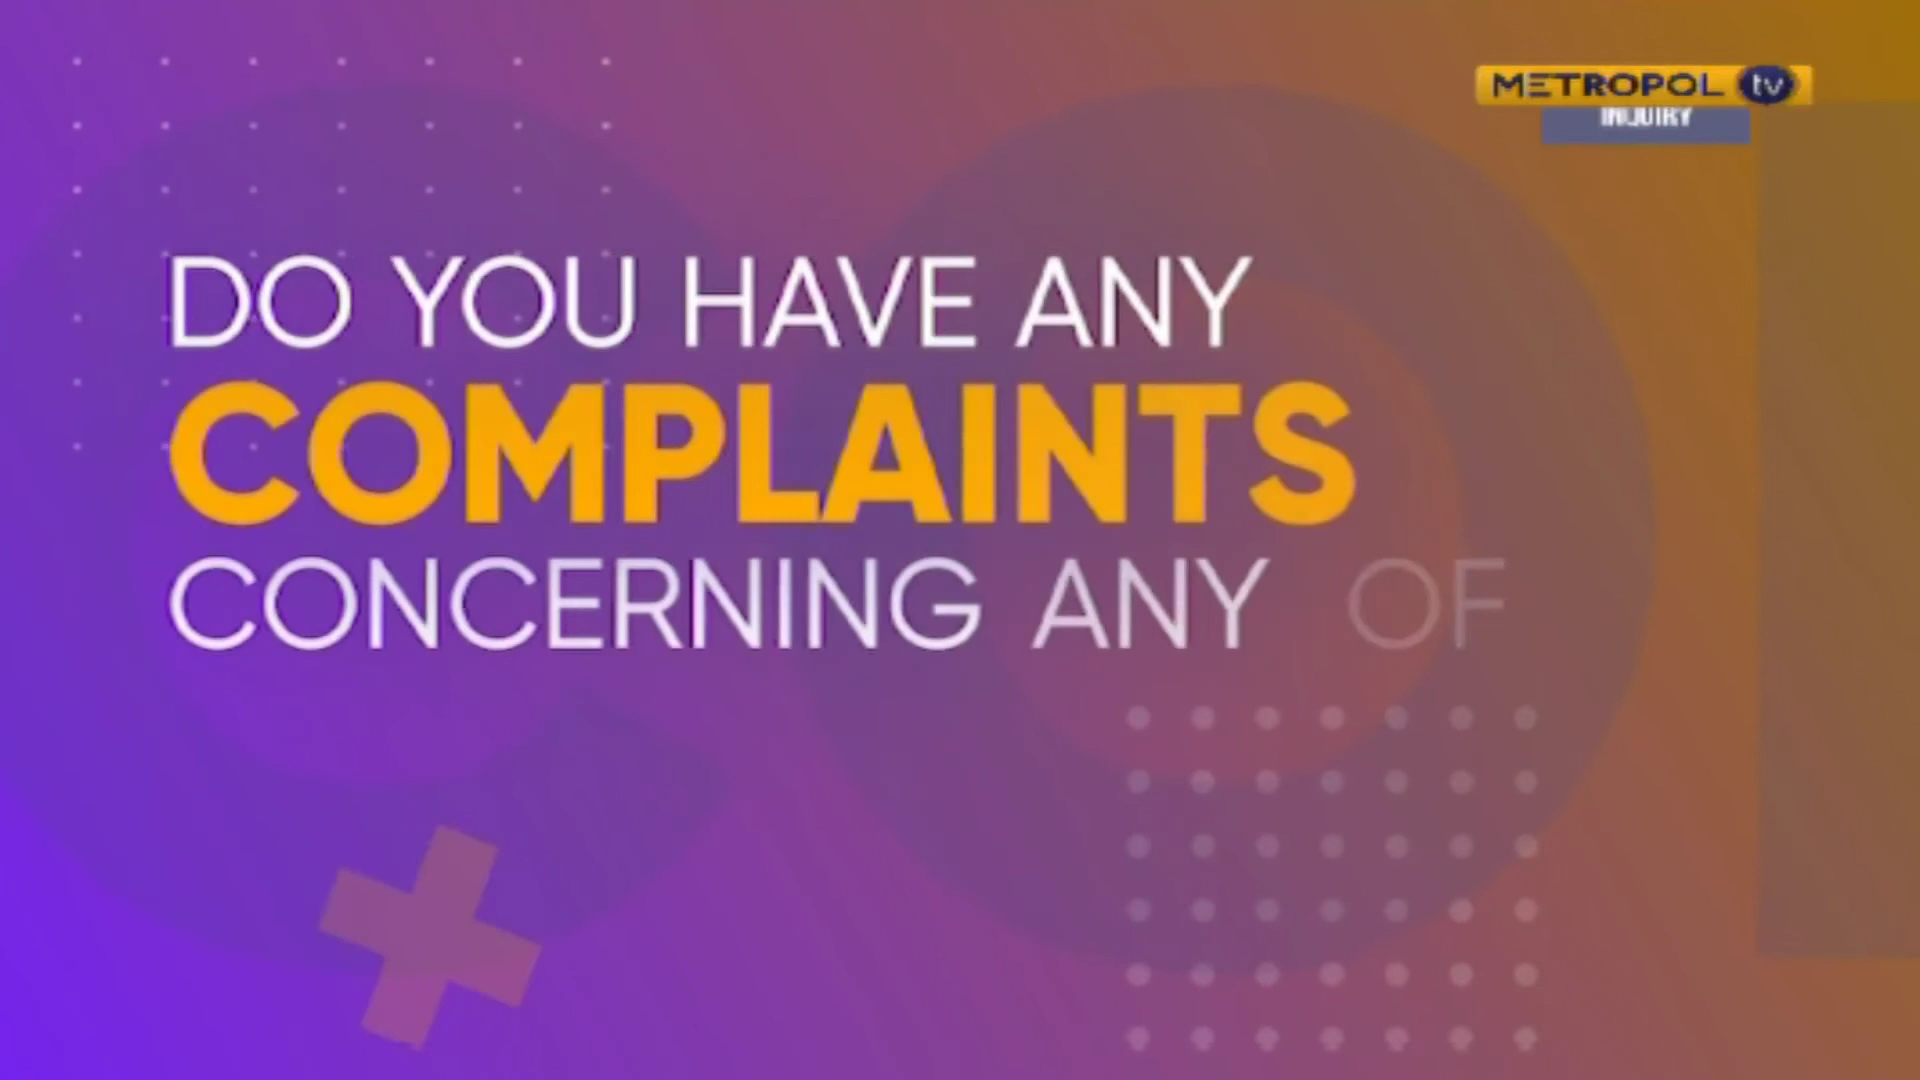 METROPOL tv
INQUIRY
DO YOU HAVE ANY
COMPLAINTS
CONCERNING ANY OF